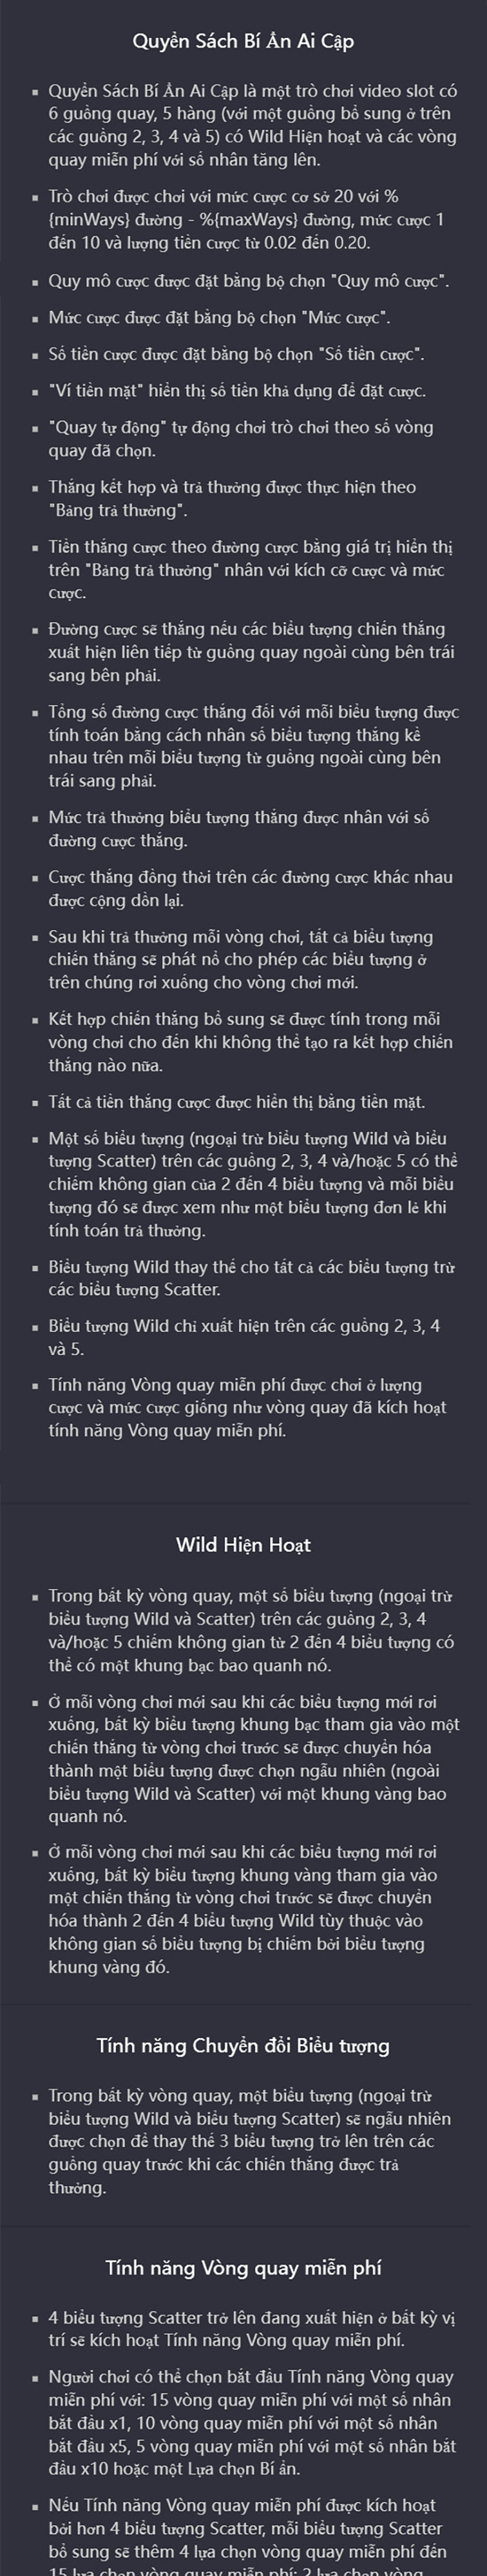 Quyển Sách Bí Ẩn Ai Cập
▪ Quyển Sách Bí Ẩn Ai Cập là một trò chơi video slot có
6 guồng quay, 5 hàng (với một guồng bổ sung ở trên
các guồng 2, 3, 4 và 5) có Wild Hiện hoạt và các vòng
quay miễn phí với số nhân tăng lên.
▪ Trò chơi được chơi với mức cược cơ sở 20 với %
{minWays} đường - %{maxWays} đường, mức cược 1
đến 10 và lượng tiền cược từ 0.02 đến 0.20.
▪ Quy mô cược được đặt bằng bộ chọn "Quy mô cược".
▪ Mức cược được đặt bằng bộ chọn "Mức cược".
▪ Số tiền cược được đặt bằng bộ chọn "Số tiền cược".
▪ "Ví tiền mặt" hiển thị số tiền khả dụng để đặt cược.
▪ "Quay tự động" tự động chơi trò chơi theo số vòng
quay đã chọn.
▪ Thắng kết hợp và trả thưởng được thực hiện theo
"Bảng trả thưởng".
▪ Tiền thắng cược theo đường cược bằng giá trị hiển thị
trên "Bảng trả thưởng" nhân với kích cỡ cược và mức
cược.
▪ Đường cược sẽ thắng nếu các biểu tượng chiến thắng
xuất hiện liên tiếp từ guồng quay ngoài cùng bên trái
sang bên phải.
▪ Tổng số đường cược thắng đối với mỗi biểu tượng được
tính toán bằng cách nhân số biểu tượng thắng kề
nhau trên mỗi biểu tượng từ guồng ngoài cùng bên
trái sang phải.
▪ Mức trả thưởng biểu tượng thắng được nhân với số
đường cược thắng.
▪ Cược thắng đồng thời trên các đường cược khác nhau
được cộng dồn lại.
▪ Sau khi trả thưởng mỗi vòng chơi, tất cả biểu tượng
chiến thắng sẽ phát nổ cho phép các biểu tượng ở
trên chúng rơi xuống cho vòng chơi mới.
▪ Kết hợp chiến thắng bổ sung sẽ được tính trong mỗi
vòng chơi cho đến khi không thể tạo ra kết hợp chiến
thắng nào nữa.
▪ Tất cả tiền thắng cược được hiển thị bằng tiền mặt.
▪ Một số biểu tượng (ngoại trừ biểu tượng Wild và biểu
tượng Scatter) trên các guồng 2, 3, 4 và/hoặc 5 có thể
chiếm không gian của 2 đến 4 biểu tượng và mỗi biểu
tượng đó sẽ được xem như một biểu tượng đơn lẻ khi
tính toán trả thưởng.
▪ Biểu tượng Wild thay thế cho tất cả các biểu tượng trừ
các biểu tượng Scatter.
▪ Biểu tượng Wild chỉ xuất hiện trên các guồng 2, 3, 4
và 5.
▪ Tính năng Vòng quay miễn phí được chơi ở lượng
cược và mức cược giống như vòng quay đã kích hoạt
tính năng Vòng quay miễn phí.
Wild Hiện Hoạt
▪ Trong bất kỳ vòng quay, một số biểu tượng (ngoại trừ
biểu tượng Wild và Scatter) trên các guồng 2, 3, 4
và/hoặc 5 chiếm không gian từ 2 đến 4 biểu tượng có
thể có một khung bạc bao quanh nó.
▪ Ở mỗi vòng chơi mới sau khi các biểu tượng mới rơi
xuống, bất kỳ biểu tượng khung bạc tham gia vào một
chiến thắng từ vòng chơi trước sẽ được chuyển hóa
thành một biểu tượng được chọn ngẫu nhiên (ngoài
biểu tượng Wild và Scatter) với một khung vàng bao
quanh nó.
▪ Ở mỗi vòng chơi mới sau khi các biểu tượng mới rơi
xuống, bất kỳ biểu tượng khung vàng tham gia vào
một chiến thắng từ vòng chơi trước sẽ được chuyển
hóa thành 2 đến 4 biểu tượng Wild tùy thuộc vào
không gian số biểu tượng bị chiếm bởi biểu tượng
khung vàng đó.
Tính năng Chuyển đổi Biểu tượng
▪ Trong bất kỳ vòng quay, một biểu tượng (ngoại trừ
biểu tượng Wild và biểu tượng Scatter) sẽ ngẫu nhiên
được chọn để thay thế 3 biểu tượng trở lên trên các
guồng quay trước khi các chiến thắng được trả
thưởng.
Tính năng Vòng quay miễn phí
▪ 4 biểu tượng Scatter trở lên đang xuất hiện ở bất kỳ vị
trí sẽ kích hoạt Tính năng Vòng quay miễn phí.
▪ Người chơi có thể chọn bắt đầu Tính năng Vòng quay
miễn phí với: 15 vòng quay miễn phí với một số nhân
bắt đầu x1, 10 vòng quay miễn phí với một số nhân
bắt đầu x5, 5 vòng quay miễn phí với một số nhân bắt
đầu x10 hoặc một Lựa chọn Bí ẩn.
▪ Nếu Tính năng Vòng quay miễn phí được kích hoạt
bởi hơn 4 biểu tượng Scatter, mỗi biểu tượng Scatter
bổ sung sẽ thêm 4 lựa chọn vòng quay miễn phí đến
15 lựa chọn vòng quay miễn phí; 2 lựa chọn vòng